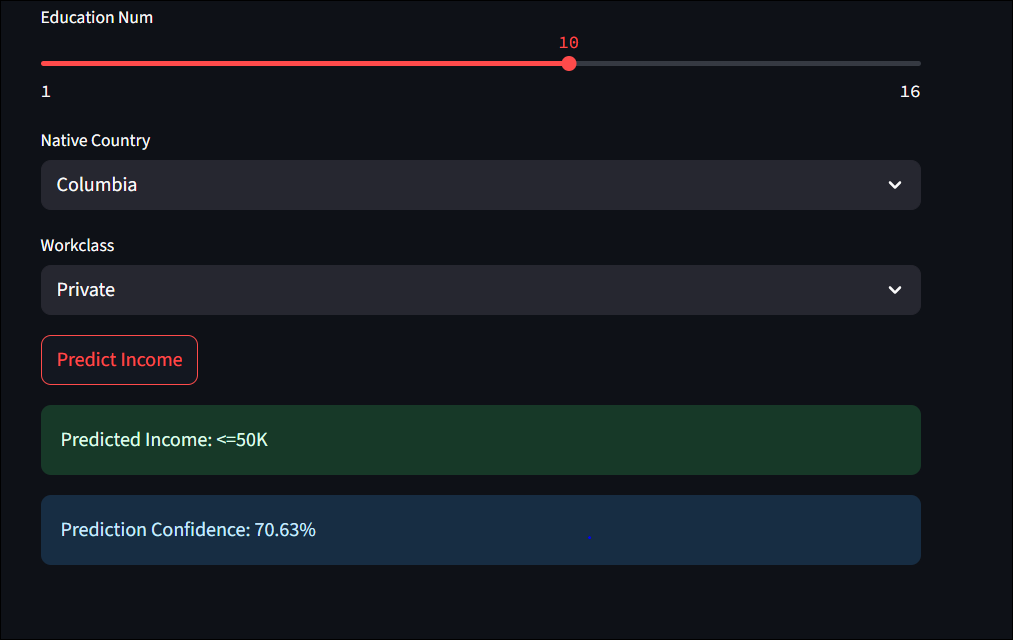 Education Num
10
1
16
Native Country
Columbia
Workclass
Private
Predict Income
Predicted Income: <=50K
Prediction Confidence: 70.63%